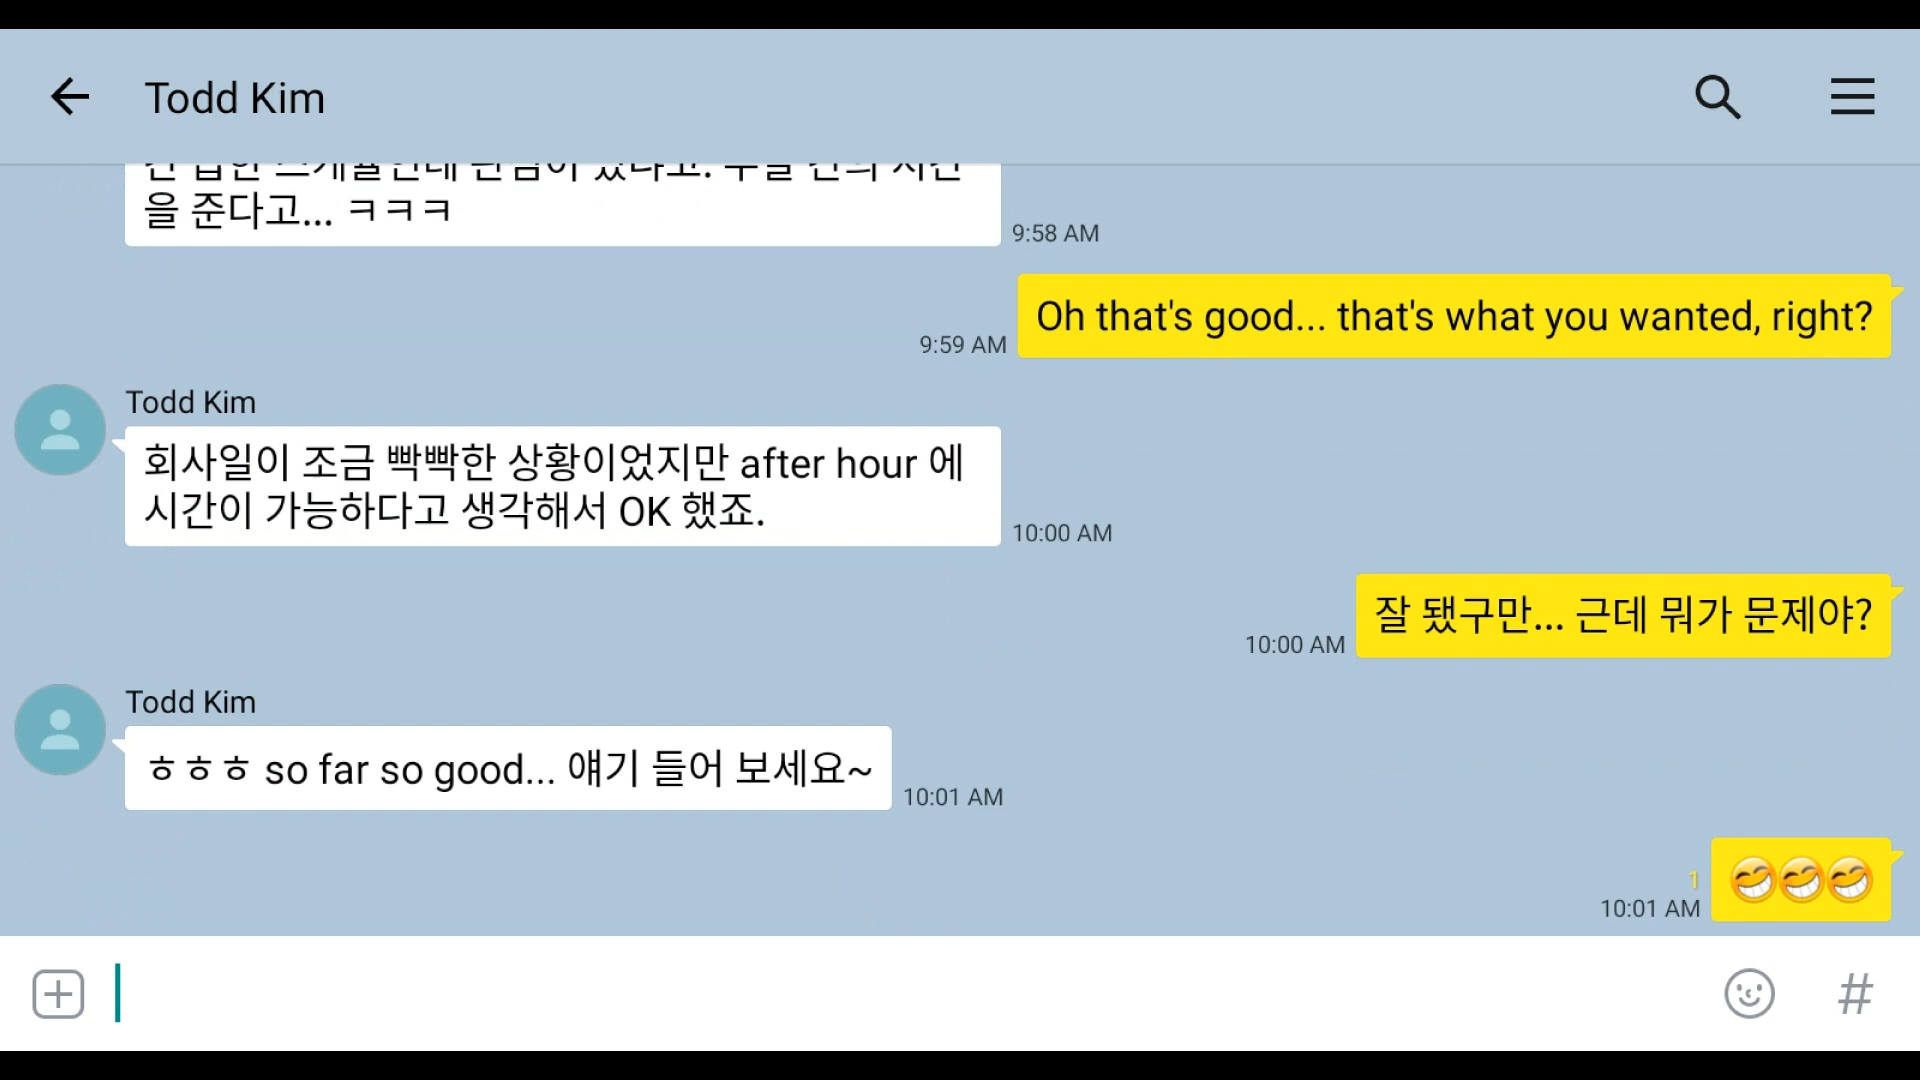 Todd Kim
을 준다고... ㅋㅋㅋ
9:58 AM
Oh that's good... that's what you wanted, right?
9:59 AM
Todd Kim
회사일이 조금 빡빡한 상황이었지만 after hour 에
시간이 가능하다고 생각해서 OK 했죠.
10:00 AM
잘 됐구만... 근데 뭐가 문제야?
10:00 AM
Todd Kim
ㅎㅎㅎ so far so good... 얘기 들어 보세요~
10:01 AM
1
10:01 AM
#